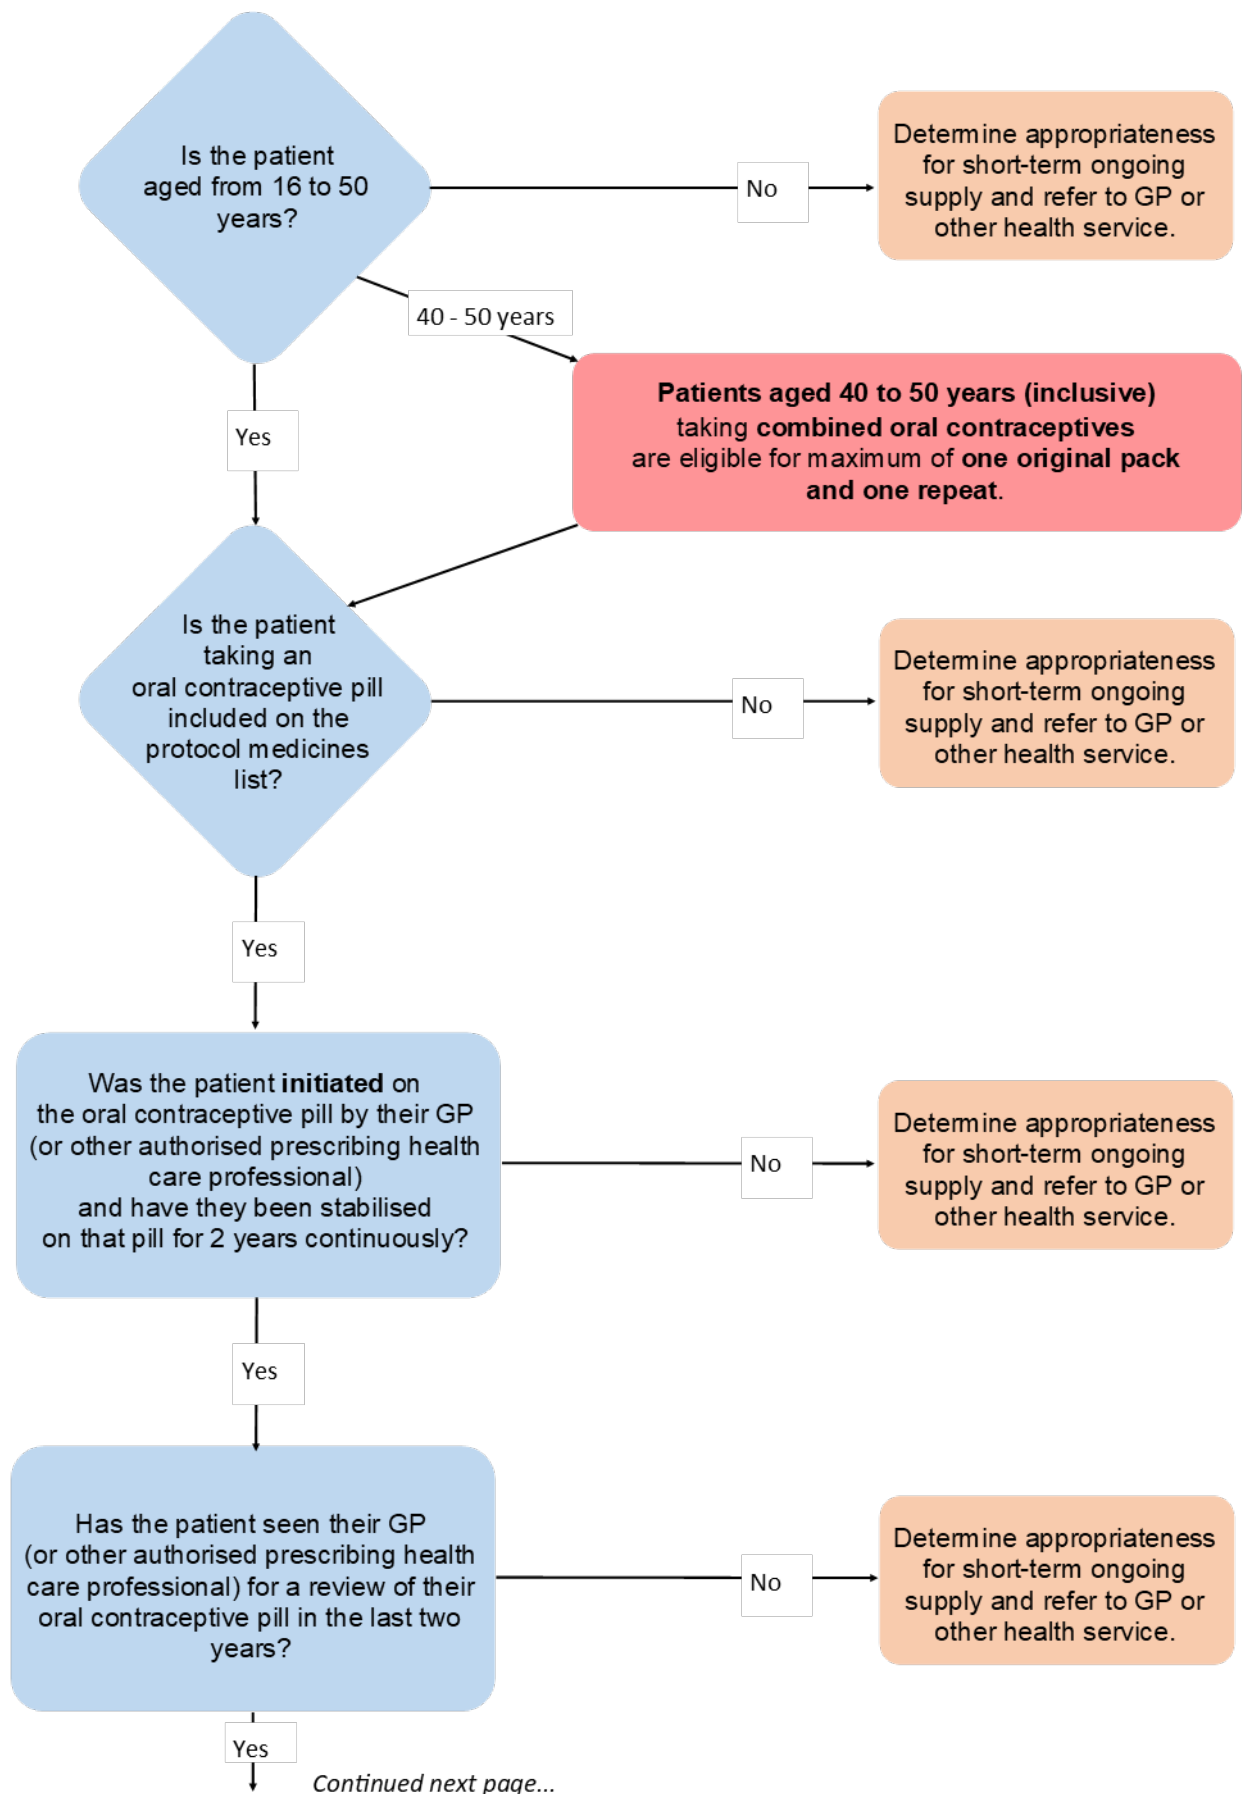 Is the patient
aged from 16 to 50
years?
No
Determine appropriateness
for short-term ongoing
supply and refer to GP or
other health service.
40 - 50 years
Patients aged 40 to 50 years (inclusive)
taking combined oral contraceptives
are eligible for maximum of one original pack
and one repeat.
Yes
Is the patient
taking an
oral contraceptive pill
included on the
protocol medicines
list?
No
Determine appropriateness
for short-term ongoing
supply and refer to GP or
other health service.
Yes
Was the patient initiated on
the oral contraceptive pill by their GP
(or other authorised prescribing health
care professional)
and have they been stabilised
on that pill for 2 years continuously?
No
Determine appropriateness
for short-term ongoing
supply and refer to GP or
other health service.
Yes
Has the patient seen their GP
(or other authorised prescribing health
care professional) for a review of their
oral contraceptive pill in the last two
years?
No
Determine appropriateness
for short-term ongoing
supply and refer to GP or
other health service.
Yes
Continued next page...